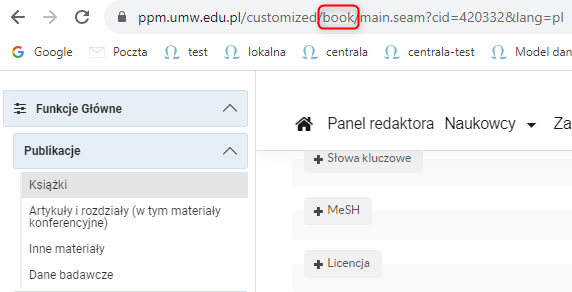 ppm.umw.edu.pl/customized/book/main.seam?cid=420332&lang=pl
Google Poczta test lokalna centrala centrala-test Model dan
Funkcje Główne
Publikacje
Książki
Artykuły i rozdziały (w tym materiały
konferencyjne)
Inne materiały
Dane badawcze
Panel redaktora Naukowcy Za
Słowa kluczowe
MeSH
Licencja